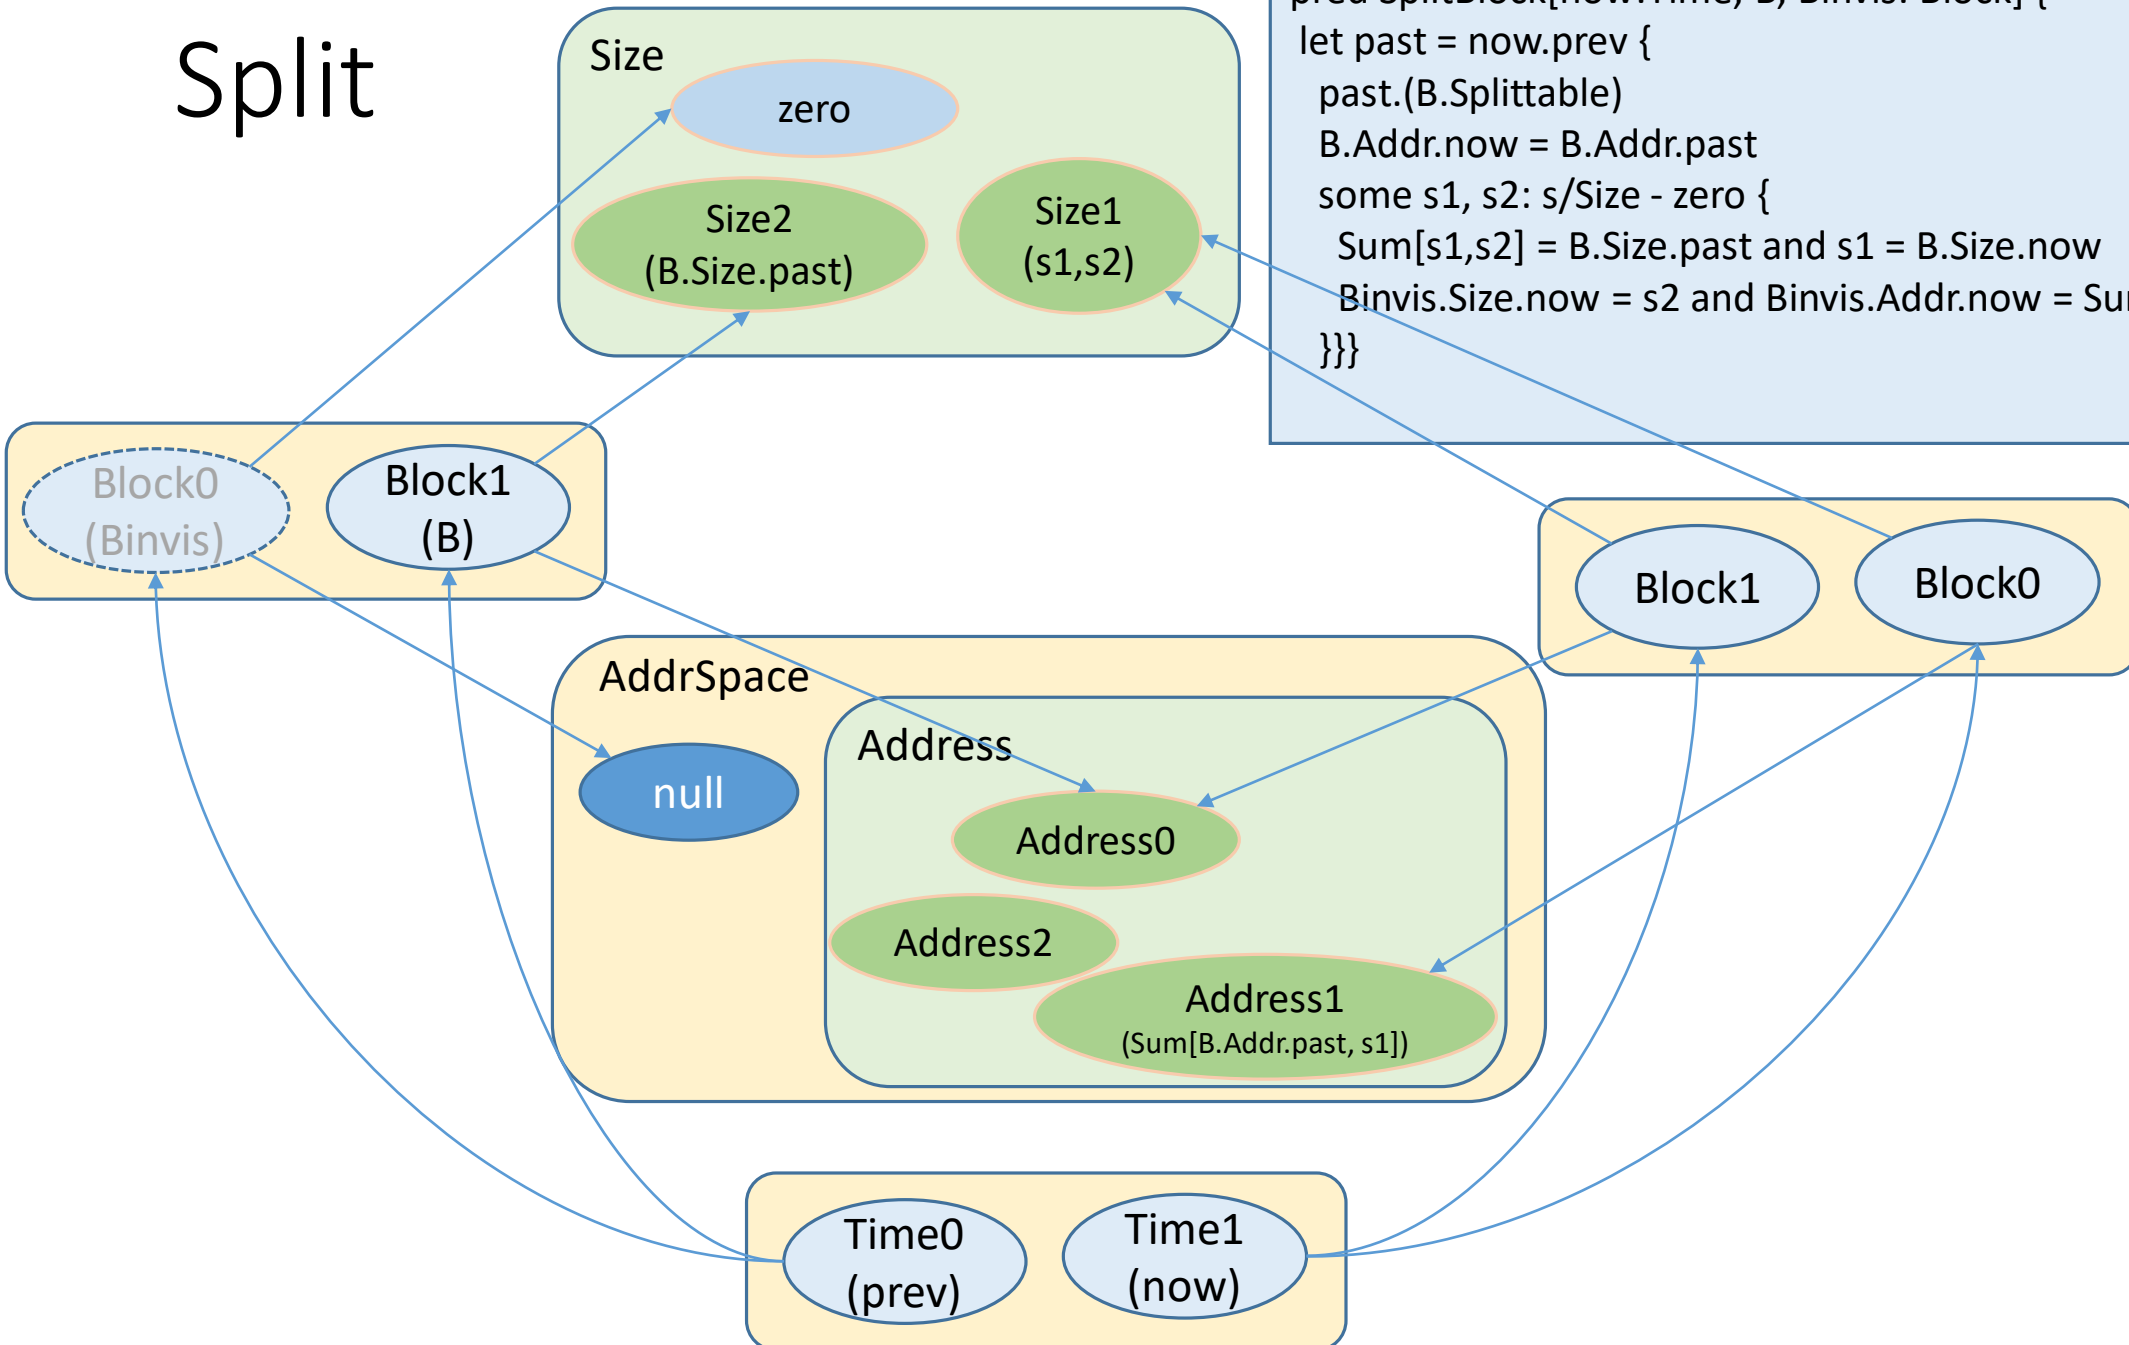 Split
Size
zero
Size2
(B.Size.past)
Size1
(s1,s2)
let past = now.prev {
past.(B.Splittable)
B.Addr.now = B.Addr.past
some s1, s2: s/Size - zero {
Sum[s1,s2] = B.Size.past and s1 = B.Size.now
Binvis.Size.now = s2 and Binvis.Addr.now =
}}}
Block0
(Binvis)
Block1
(B)
Block1
Block0
AddrSpace
null
Address
Address0
Address2
Address1
(Sum[B.Addr.past, s1])
Time0
(prev)
Time1
(now)